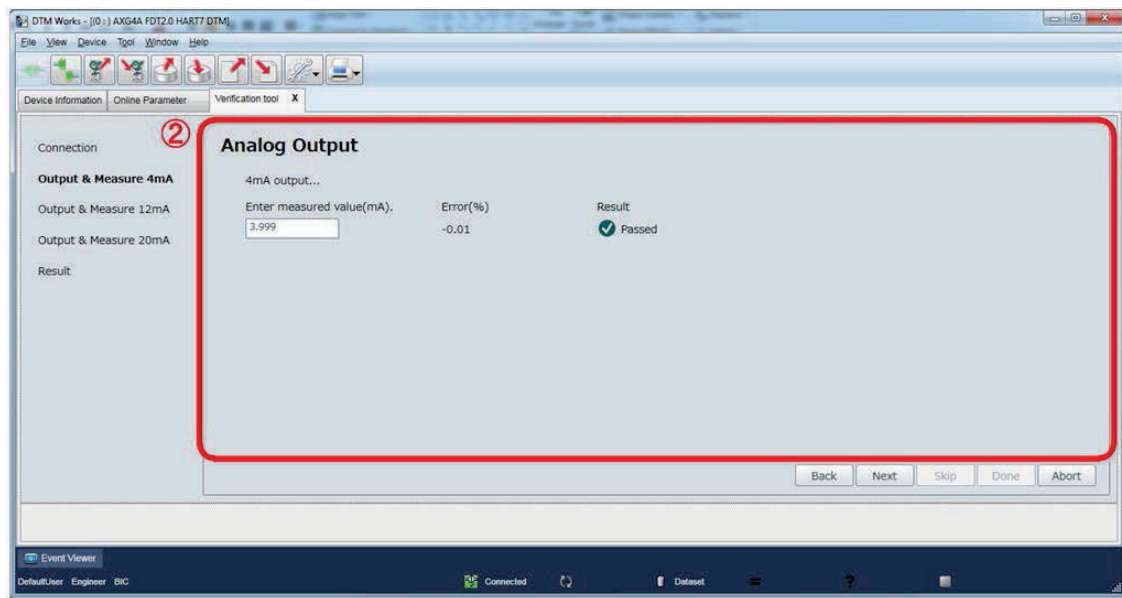 DTM Works - [(0 : ) AXG4A FDT2.0 HART7 DTM]
File View Device Tool Window Help
Device Information Online Parameter Verification tool X
②
Connection
Output & Measure 4mA
Output & Measure 12mA
Output & Measure 20mA
Result
Analog Output
4mA output...
Enter measured value(mA). Error(%) Result
3.999 -0.01 Passed
Back Next Skip Done Abort
Event Viewer
DefaultUser Engineer BIC Connected Dataset = ?